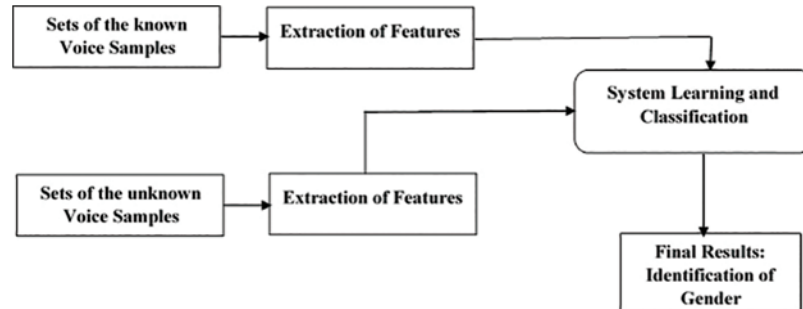 Sets of the known
Voice Samples
Extraction of Features
System Learning and
Classification
Sets of the unknown
Voice Samples
Extraction of Features
Final Results:
Identification of
Gender